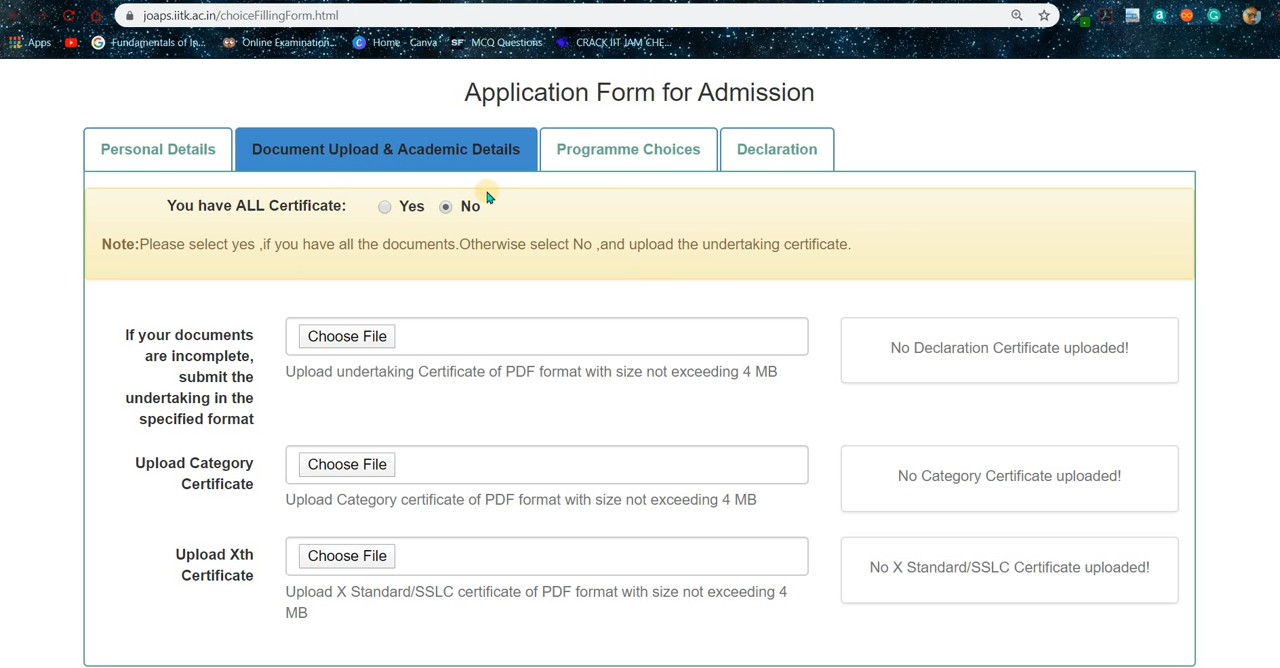 joaps.iitk.ac.in/choiceFillingForm.html
Apps Fundamentals of In... Online Examination... Home - Canva SF MCQ Questions CRACK IIT JAM CHE...
Application Form for Admission
Personal Details Document Upload & Academic Details Programme Choices Declaration
You have ALL Certificate: Yes No
Note:Please select yes ,if you have all the documents.Otherwise select No ,and upload the undertaking certificate.
If your documents
are incomplete,
submit the
undertaking in the
specified format
Choose File
Upload undertaking Certificate of PDF format with size not exceeding 4 MB
No Declaration Certificate uploaded!
Upload Category
Certificate
Choose File
Upload Category certificate of PDF format with size not exceeding 4 MB
No Category Certificate uploaded!
Upload Xth
Certificate
Choose File
Upload X Standard/SSLC certificate of PDF format with size not exceeding 4
MB
No X Standard/SSLC Certificate uploaded!